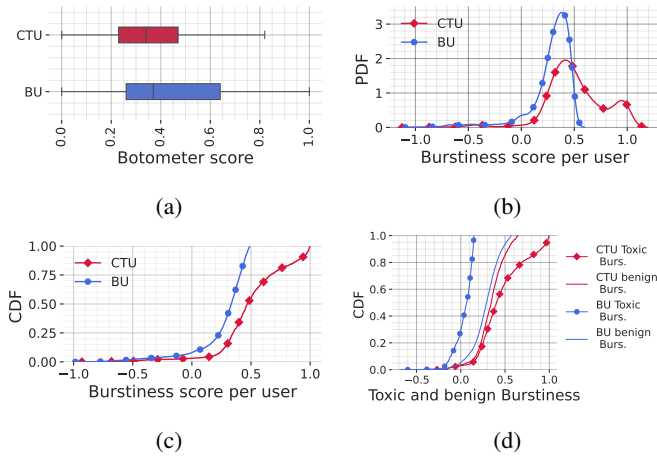 CTU
BU
0.0 0.2 0.4 0.6 0.8 1.0
Botometer score
(a)
PDF
3
2
1
0
CTU
BU
−1.0 −0.5 0.0 0.5 1.0
Burstiness score per user
(b)
CDF
1.00
0.75
0.50
0.25
0.00
CTU
BU
−1.0 −0.5 0.0 0.5 1.0
Burstiness score per user
(c)
CDF
1.0
0.8
0.6
0.4
0.2
0.0
−0.5 0.0 0.5 1.0
Toxic and benign Burstiness
CTU Toxic
Burs.
CTU benign
Burs.
BU Toxic
Burs.
BU benign
Burs.
(d)